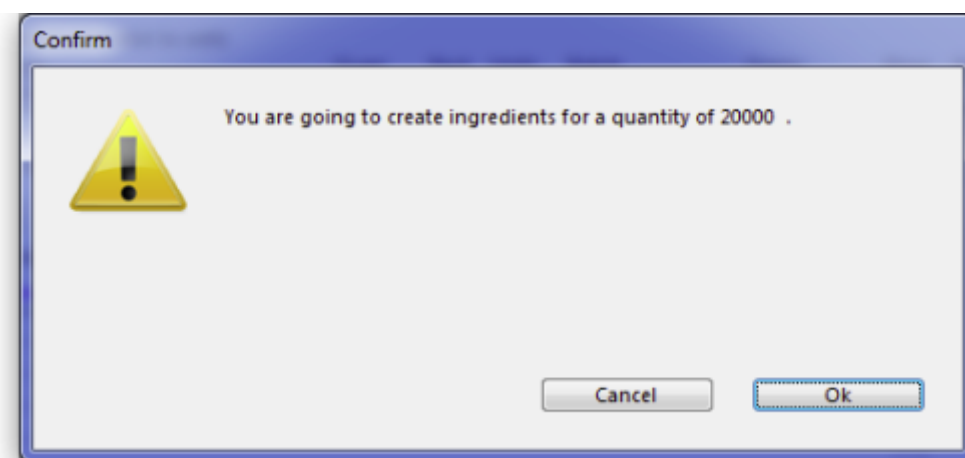 Confirm
You are going to create ingredients for a quantity of 20000 .
Cancel
Ok